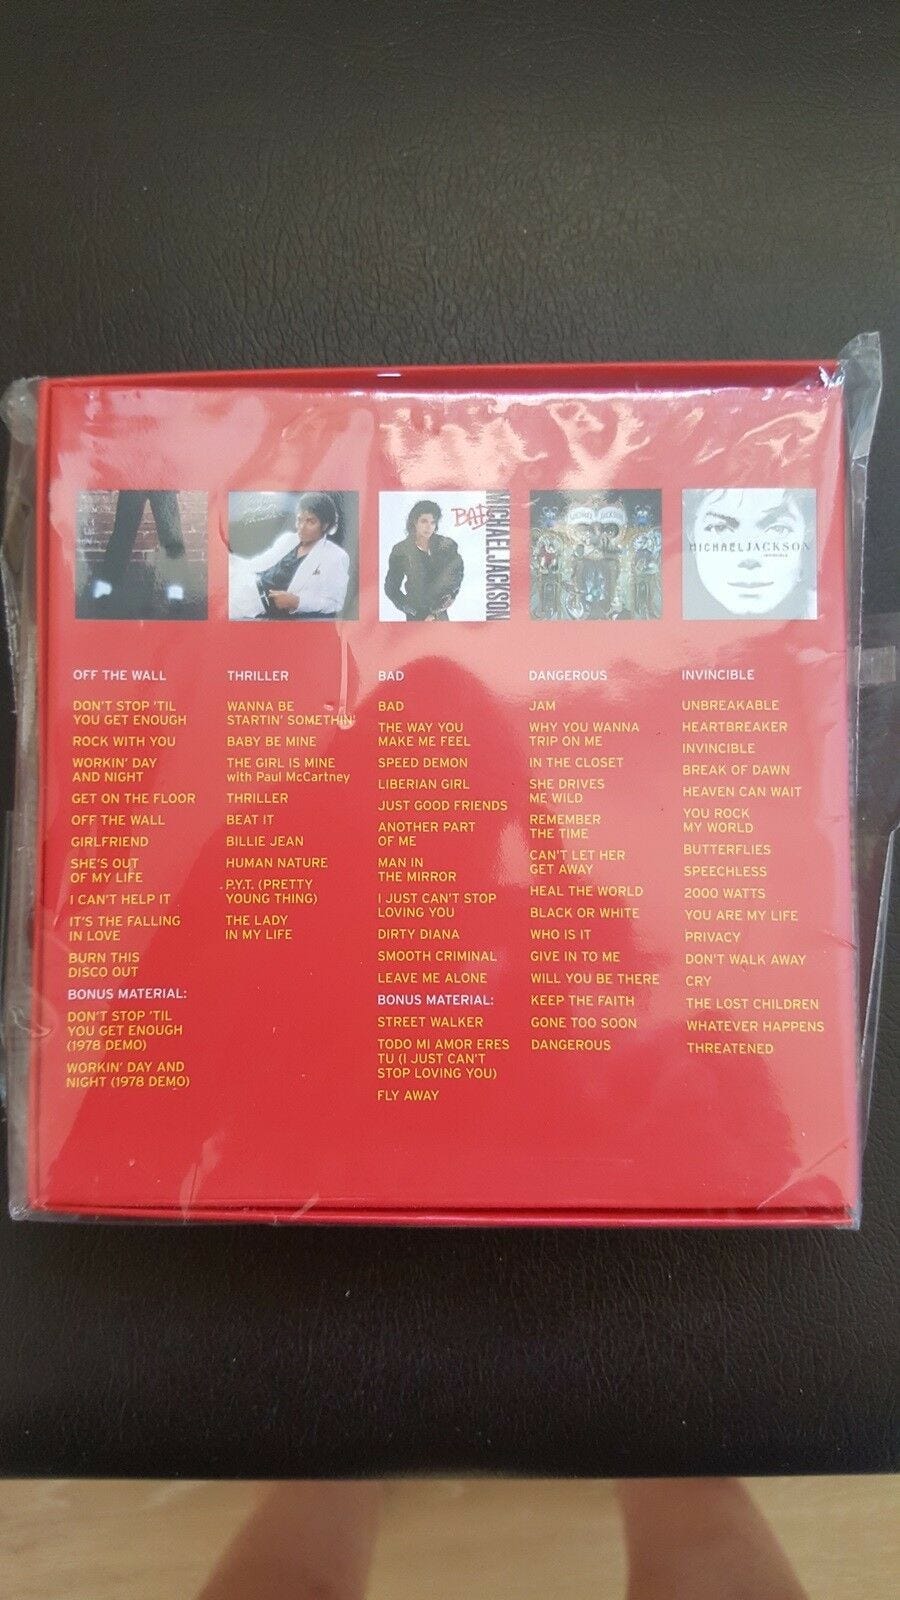 BAD
MICHAEL JACKSON
MICHAEL JACKSON
INVINCIBLE
OFF THE WALL
DON'T STOP 'TIL
YOU GET ENOUGH
ROCK WITH YOU
WORKIN' DAY
AND NIGHT
GET ON THE FLOOR
OFF THE WALL
GIRLFRIEND
SHE'S OUT
OF MY LIFE
I CAN'T HELP IT
IT'S THE FALLING
IN LOVE
BURN THIS
DISCO OUT
BONUS MATERIAL:
DON'T STOP 'TIL
YOU GET ENOUGH
(1978 DEMO)
WORKIN' DAY AND
NIGHT (1978 DEMO)
THRILLER
WANNA BE
STARTIN' SOMETHIN'
BABY BE MINE
THE GIRL IS MINE
with Paul McCartney
THRILLER
BEAT IT
BILLIE JEAN
HUMAN NATURE
P.Y.T. (PRETTY
YOUNG THING)
THE LADY
IN MY LIFE
BAD
BAD
THE WAY YOU
MAKE ME FEEL
SPEED DEMON
LIBERIAN GIRL
JUST GOOD FRIENDS
ANOTHER PART
OF ME
MAN IN
THE MIRROR
I JUST CAN'T STOP
LOVING YOU
DIRTY DIANA
SMOOTH CRIMINAL
LEAVE ME ALONE
BONUS MATERIAL:
STREET WALKER
TODO MI AMOR ERES
TU (I JUST CAN'T
STOP LOVING YOU)
FLY AWAY
DANGEROUS
JAM
WHY YOU WANNA
TRIP ON ME
IN THE CLOSET
SHE DRIVES
ME WILD
REMEMBER
THE TIME
CAN'T LET HER
GET AWAY
HEAL THE WORLD
BLACK OR WHITE
WHO IS IT
GIVE IN TO ME
WILL YOU BE THERE
KEEP THE FAITH
GONE TOO SOON
DANGEROUS
INVINCIBLE
UNBREAKABLE
HEARTBREAKER
INVINCIBLE
BREAK OF DAWN
HEAVEN CAN WAIT
YOU ROCK
MY WORLD
BUTTERFLIES
SPEECHLESS
2000 WATTS
YOU ARE MY LIFE
PRIVACY
DON'T WALK AWAY
CRY
THE LOST CHILDREN
WHATEVER HAPPENS
THREATENED